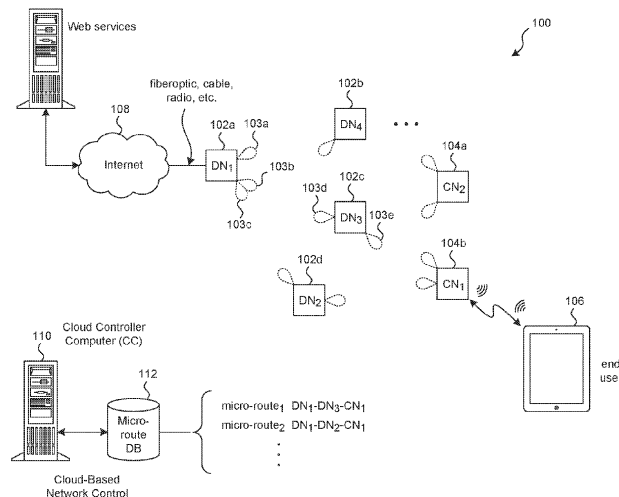 Web services
100
fiberoptic, cable,
radio, etc.
108
Internet
102a
DN1
103a
103b
103c
102b
DN4
• • •
102c
DN3
103d
103e
104a
CN2
104b
CN1
102d
DN2
106
end
use
Cloud Controller
Computer (CC)
110
112
Micro-
route
DB
micro-route1 DN1-DN3-CN1
micro-route2 DN1-DN2-CN1
Cloud-Based
Network Control